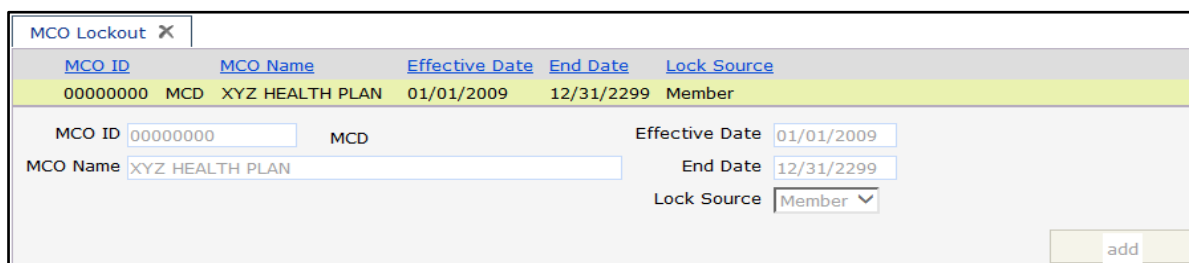 MCO Lockout X
MCO ID MCO Name Effective Date End Date Lock Source
00000000 MCD XYZ HEALTH PLAN 01/01/2009 12/31/2299 Member
MCO ID 00000000 MCD Effective Date 01/01/2009
MCO Name XYZ HEALTH PLAN End Date 12/31/2299
Lock Source Member
add